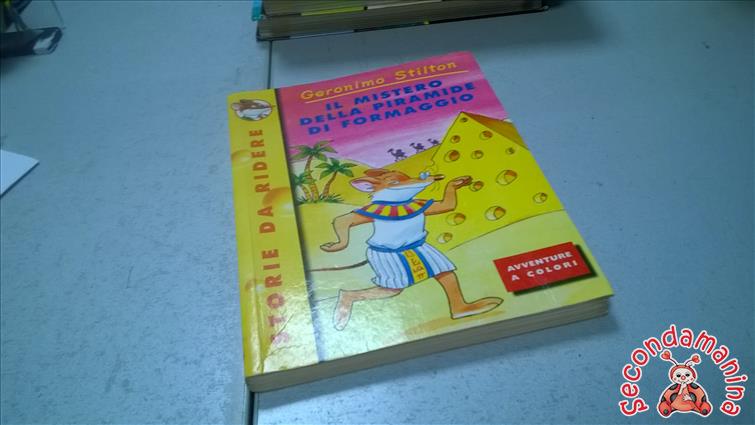 Geronimo Stilton
IL MISTERO
DELLA PIRAMIDE
DI FORMAGGIO
STORIE DA RIDERE
AVVENTURE
A COLORI
secondamanina